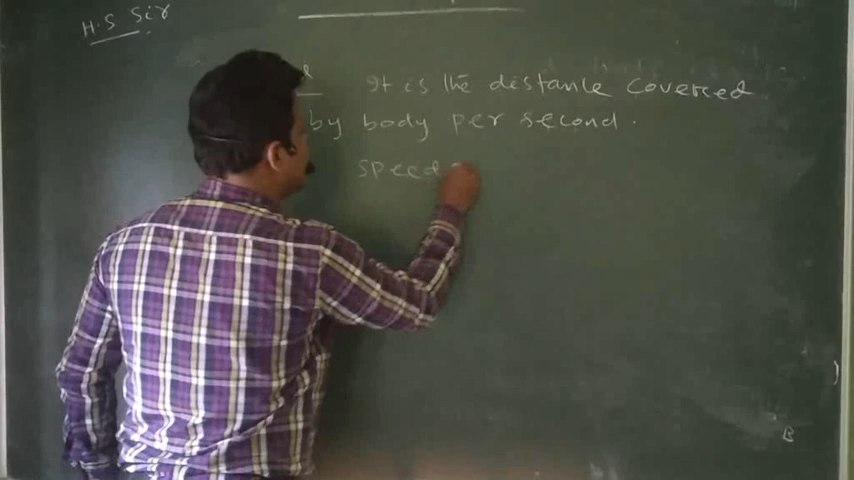 H.S Sir
It is the distance covered
by body per second.
speed
B